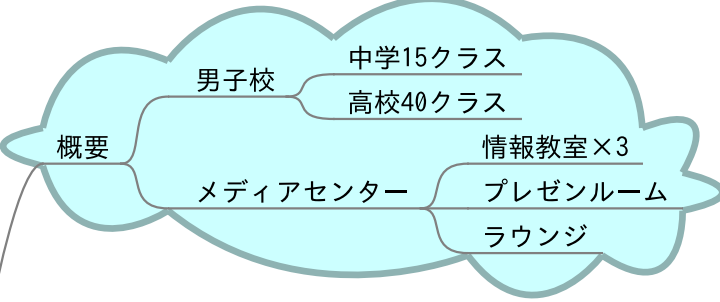 概要
男子校
中学15クラス
高校40クラス
メディアセンター
情報教室×3
プレゼンルーム
ラウンジ